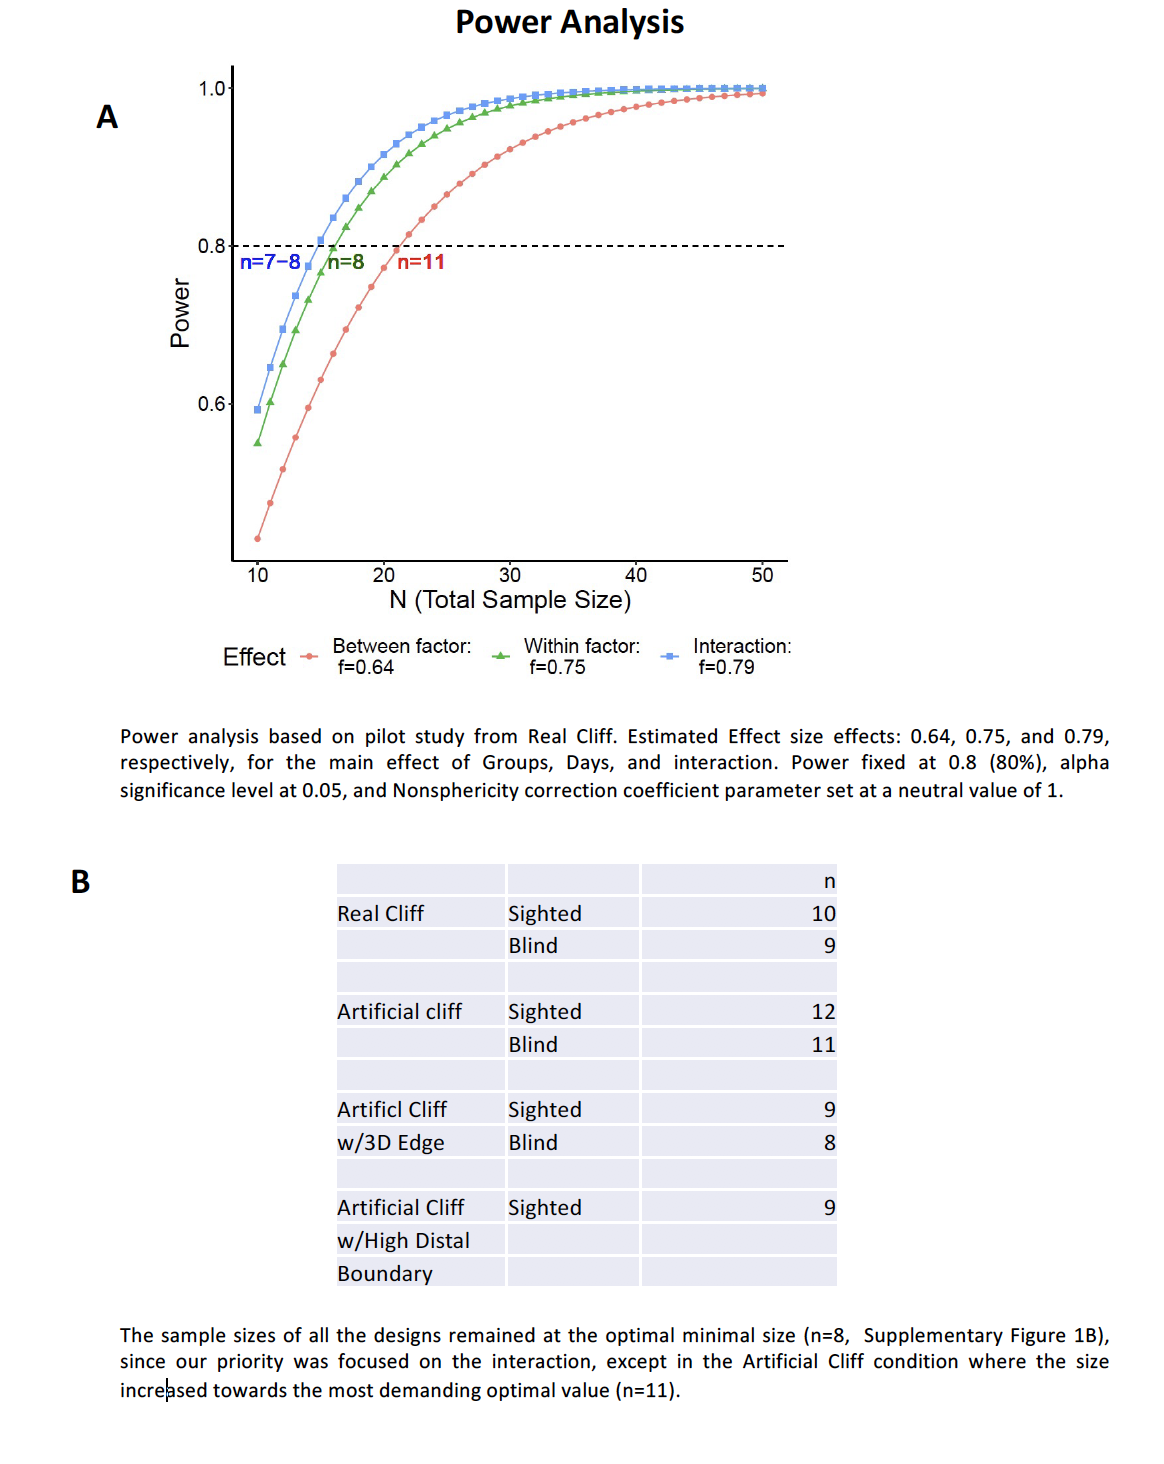 Power Analysis
A
1.0
0.8
n=7−8
n=8
n=11
0.6
Power
10 20 30 40 50
N (Total Sample Size)
Effect
Between factor: f=0.64
Within factor: f=0.75
Interaction: f=0.79
Power analysis based on pilot study from Real Cliff. Estimated Effect size effects: 0.64, 0.75, and 0.79,
respectively, for the main effect of Groups, Days, and interaction. Power fixed at 0.8 (80%), alpha
significance level at 0.05, and Nonsphericity correction coefficient parameter set at a neutral value of 1.
B
n
Real Cliff Sighted 10
Blind 9
Artificial cliff Sighted 12
Blind 11
Artificl Cliff Sighted 9
w/3D Edge Blind 8
Artificial Cliff Sighted 9
w/High Distal
Boundary
The sample sizes of all the designs remained at the optimal minimal size (n=8, Supplementary Figure 1B),
since our priority was focused on the interaction, except in the Artificial Cliff condition where the size
increased towards the most demanding optimal value (n=11).